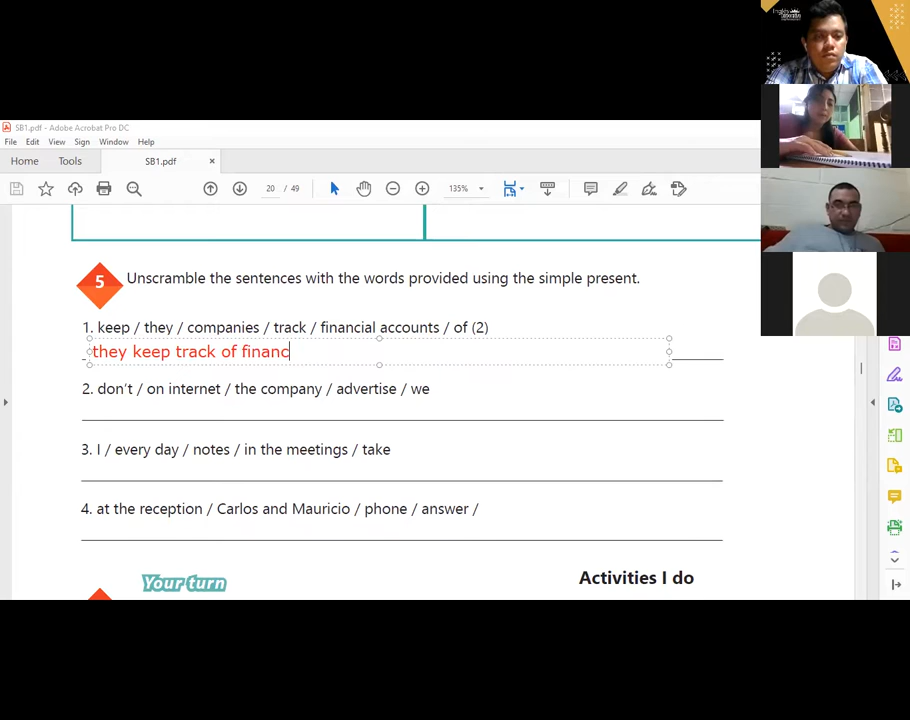 SB1.pdf - Adobe Acrobat Pro DC
File Edit View Sign Window Help
Home Tools SB1.pdf ×
20 / 49 135%
5 Unscramble the sentences with the words provided using the simple present.
1. keep / they / companies / track / financial accounts / of (2)
they keep track of financ
2. don't / on internet / the company / advertise / we
3. I / every day / notes / in the meetings / take
4. at the reception / Carlos and Mauricio / phone / answer /
Your turn
Activities I do